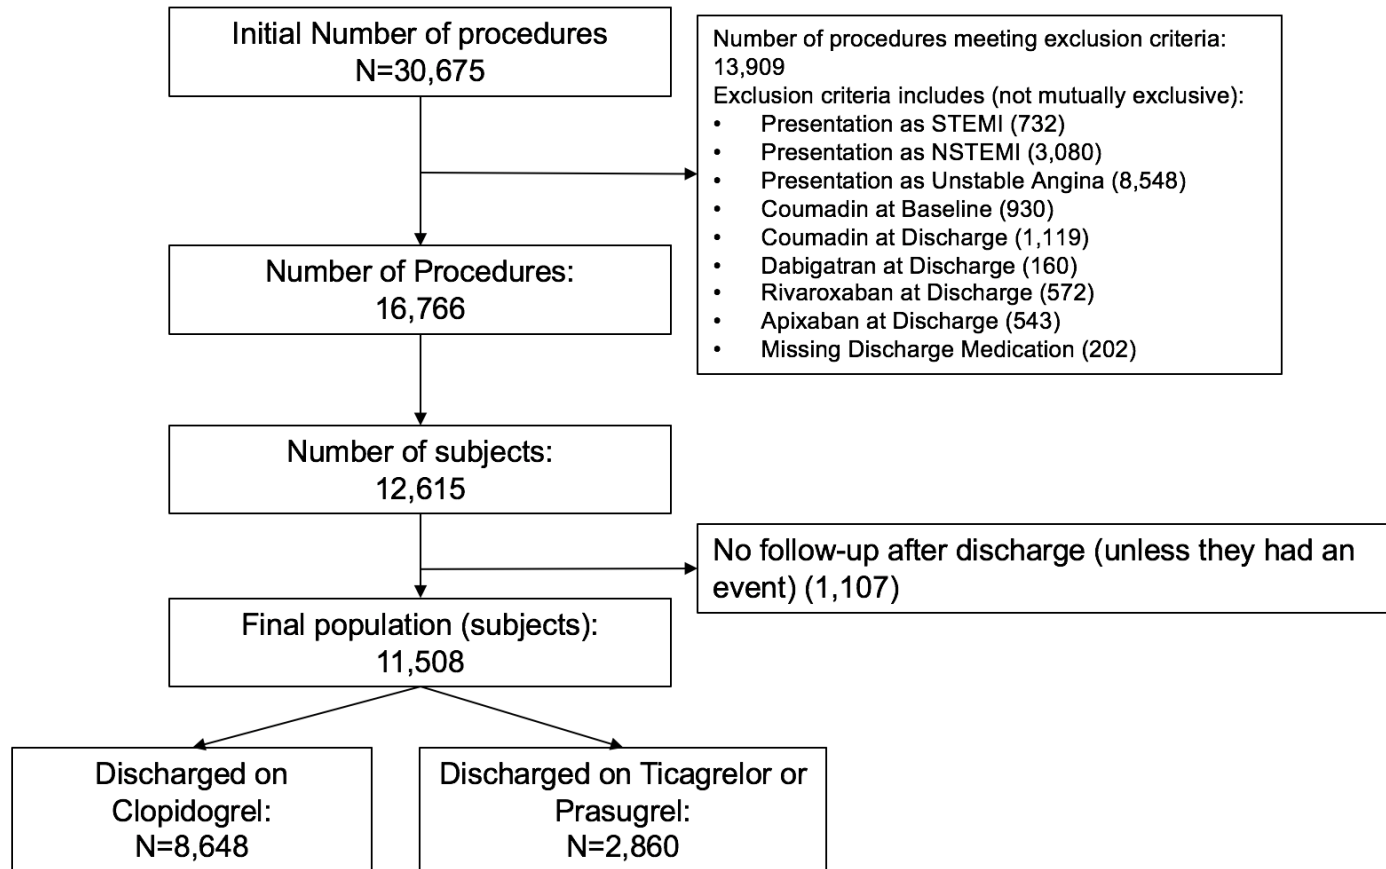 Initial Number of procedures
N=30,675
Number of procedures meeting exclusion criteria:
13,909
Exclusion criteria includes (not mutually exclusive):
• Presentation as STEMI (732)
• Presentation as NSTEMI (3,080)
• Presentation as Unstable Angina (8,548)
• Coumadin at Baseline (930)
• Coumadin at Discharge (1,119)
• Dabigatran at Discharge (160)
• Rivaroxaban at Discharge (572)
• Apixaban at Discharge (543)
• Missing Discharge Medication (202)
Number of Procedures:
16,766
Number of subjects:
12,615
No follow-up after discharge (unless they had an
event) (1,107)
Final population (subjects):
11,508
Discharged on
Clopidogrel:
N=8,648
Discharged on Ticagrelor or
Prasugrel:
N=2,860